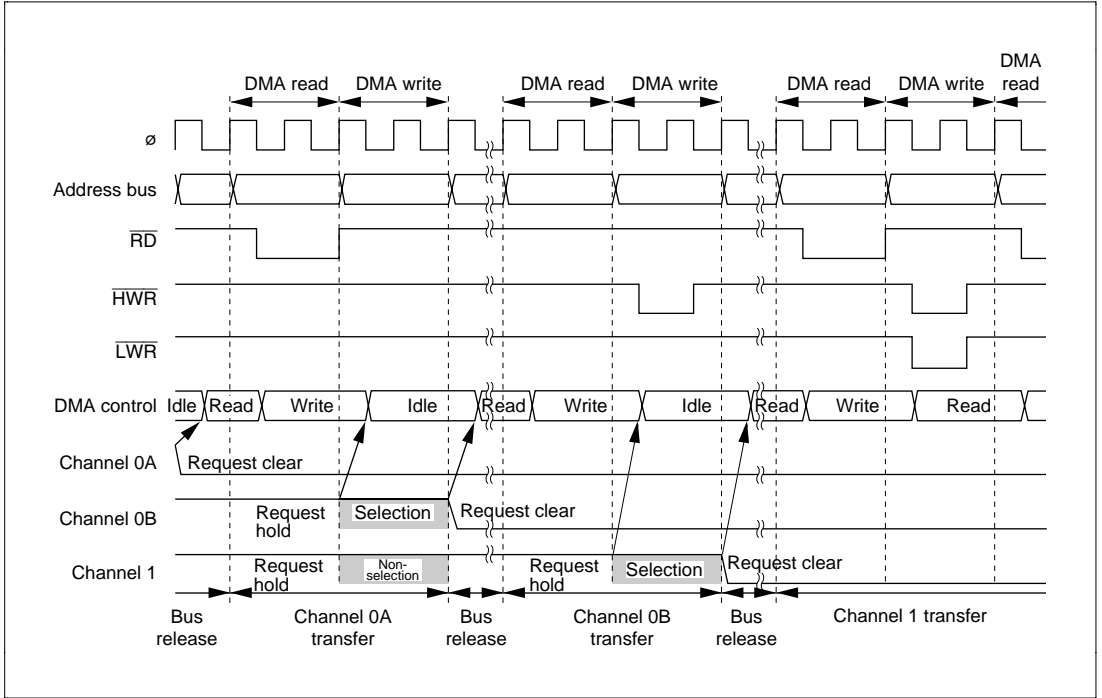 DMA read DMA write DMA read DMA write DMA read DMA write DMA
read
ø
Address bus
RD
HWR
LWR
DMA control Idle Read Write Idle Read Write Idle Read Write Read
Channel 0A Request clear
Channel 0B Request
hold Selection Request clear
Channel 1 Request
hold Non-
selection Request
hold Selection Request clear
Bus
release Channel 0A
transfer Bus
release Channel 0B
transfer Bus
release Channel 1 transfer